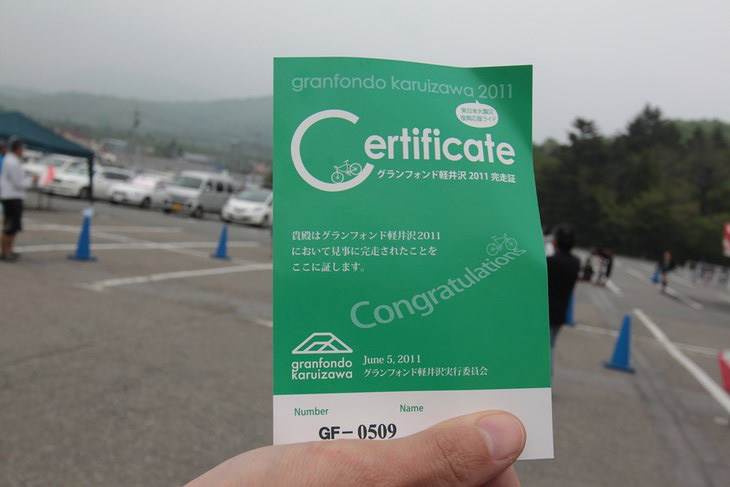 granfondo karuizawa 2011
東日本大震災
復興応援ライド
Certificate
グランフォンド軽井沢 2011 完走証
貴殿はグランフォンド軽井沢2011
において見事に完走されたことを
ここに証します。
Congratulations
granfondo
karuizawa
June 5, 2011
グランフォンド軽井沢実行委員会
Number
Name
GF-0509